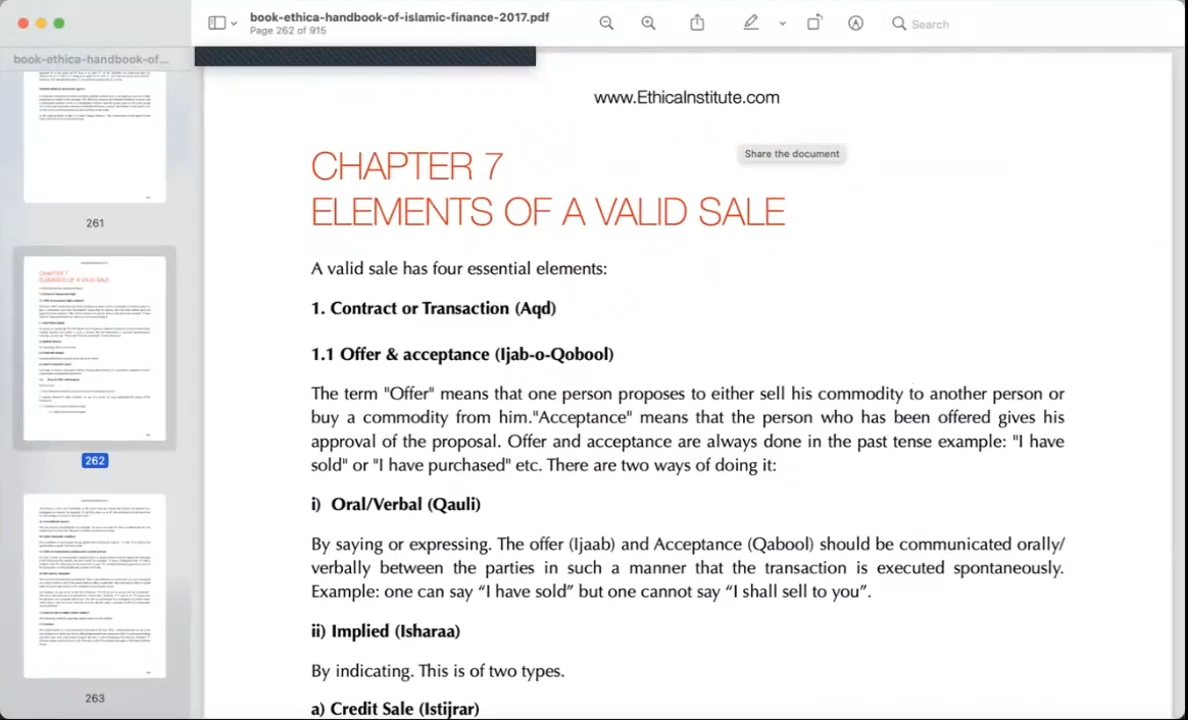 book-ethica-handbook-of-islamic-finance-2017.pdf
Page 262 of 915
Search
book-ethica-handbook-of...
261
262
263
www.EthicaInstitute.com
Share the document
CHAPTER 7
ELEMENTS OF A VALID SALE
A valid sale has four essential elements:
1. Contract or Transaction (Aqd)
1.1 Offer & acceptance (Ijab-o-Qobool)
The term "Offer" means that one person proposes to either sell his commodity to another person or
buy a commodity from him."Acceptance" means that the person who has been offered gives his
approval of the proposal. Offer and acceptance are always done in the past tense example: "I have
sold" or "I have purchased" etc. There are two ways of doing it:
i) Oral/Verbal (Qauli)
By saying or expressing. The offer (Ijaab) and Acceptance (Qabool) should be communicated orally/
verbally between the parties in such a manner that the transaction is executed spontaneously.
Example: one can say “I have sold” but one cannot say “I shall sell to you”.
ii) Implied (Isharaa)
By indicating. This is of two types.
a) Credit Sale (Istijrar)